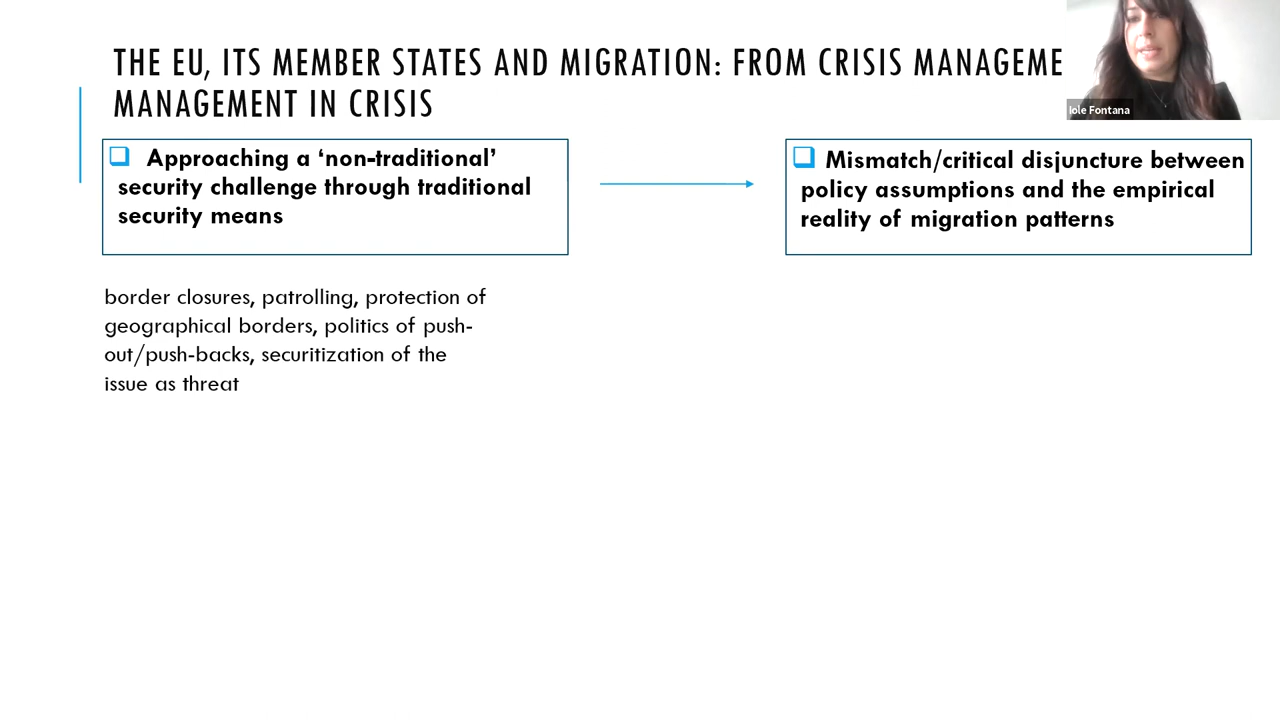 THE EU, ITS MEMBER STATES AND MIGRATION: FROM CRISIS MANAGEME
MANAGEMENT IN CRISIS
Iole Fontana
Approaching a ‘non-traditional’
security challenge through traditional
security means
Mismatch/critical disjuncture between
policy assumptions and the empirical
reality of migration patterns
border closures, patrolling, protection of
geographical borders, politics of push-
out/push-backs, securitization of the
issue as threat